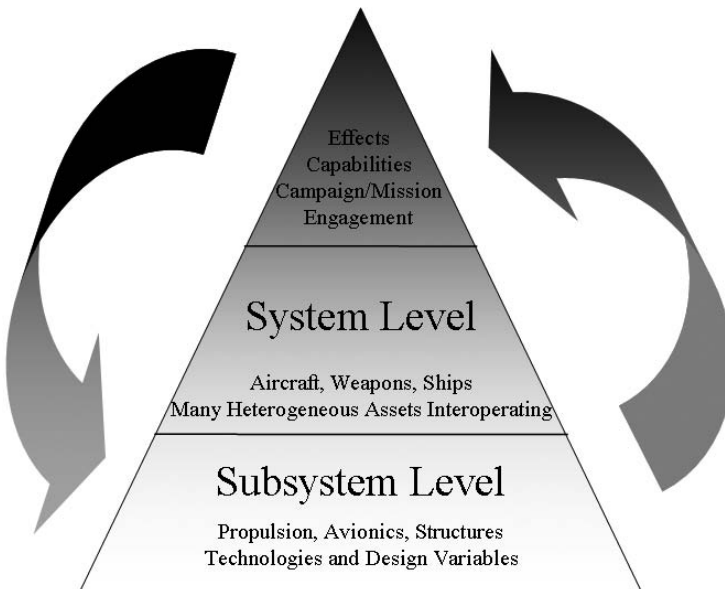 Effects
Capabilities
Campaign/Mission
Engagement
System Level
Aircraft, Weapons, Ships
Many Heterogeneous Assets Interoperating
Subsystem Level
Propulsion, Avionics, Structures
Technologies and Design Variables